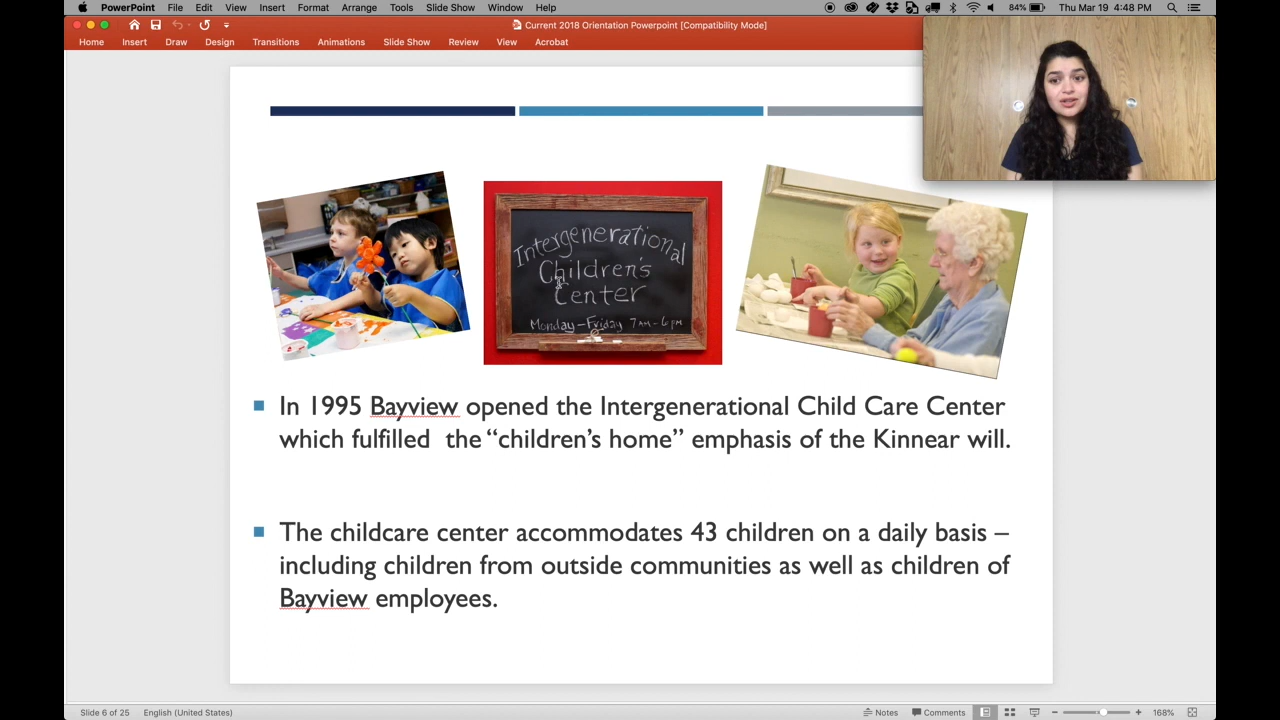 PowerPoint File Edit View Insert Format Arrange Tools Slide Show Window Help 84% Thu Mar 19 4:48 PM
Current 2018 Orientation Powerpoint [Compatibility Mode]
Home Insert Draw Design Transitions Animations Slide Show Review View Acrobat
Intergenerational
Children's
Center
Monday-Friday 7AM-6PM
In 1995 Bayview opened the Intergenerational Child Care Center
which fulfilled the “children’s home” emphasis of the Kinnear will.
The childcare center accommodates 43 children on a daily basis –
including children from outside communities as well as children of
Bayview employees.
Slide 6 of 25 English (United States) Notes Comments 168%